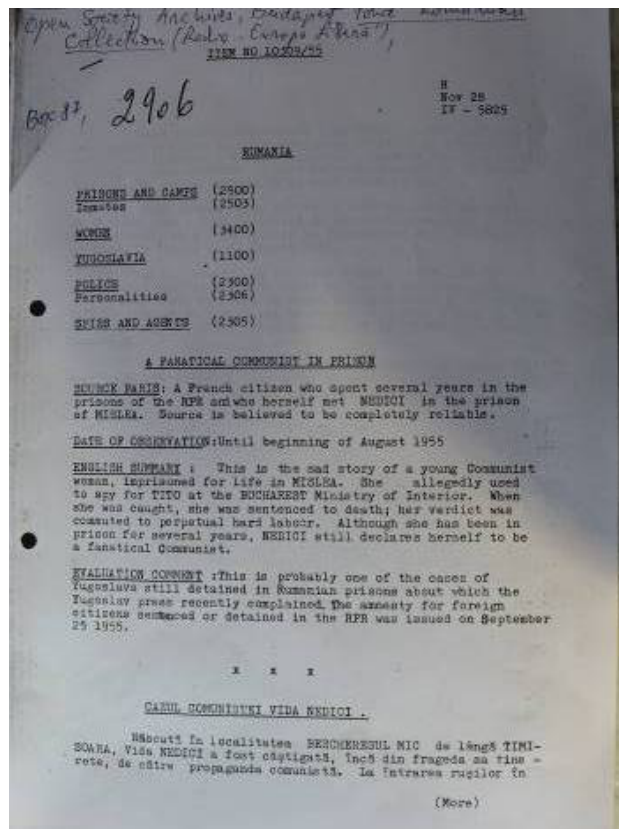 Open Society Archives, Budapest Fond
Collection (Radio Europa Liberă),
ITEM NO 10509/55
Box 87, 2906
R
Nov 28
IV - 5825
RUMANIA
PRISONS AND CAMPS (2500)
Inmates (2503)
WOMEN (3400)
YUGOSLAVIA (1100)
POLICE (2300)
Personalities (2306)
SPIES AND AGENTS (2305)
A FANATICAL COMMUNIST IN PRISON
SOURCE PARIS: A French citizen who spent several years in the
prisons of the RPR and who herself met NEDICI in the prison
of MISLEA. Source is believed to be completely reliable.
DATE OF OBSERVATION:Until beginning of August 1955
ENGLISH SUMMARY : This is the sad story of a young Communist
woman, imprisoned for life in MISLEA. She allegedly used
to spy for TITO at the BUCHAREST Ministry of Interior. When
she was caught, she was sentenced to death; her verdict was
commuted to perpetual hard labour. Although she has been in
prison for several years, NEDICI still declares herself to be
a fanatical Communist.
EVALUATION COMMENT :This is probably one of the cases of
Yugoslavs still detained in Rumanian prisons about which the
Yugoslav press recently complained. The amnesty for foreign
citizens sentenced or detained in the RPR was issued on September
25 1955.
x x x
CAZUL COMUNISTEI VIDA NEDICI .
Născută în localitatea BESCHERESUL MIC de lângă TIMI-
SOARA, Vida NEDICI a fost câştigată, încă din frageda sa tine -
rete, de către propaganda comunistă. La intrarea ruşilor în
(More)